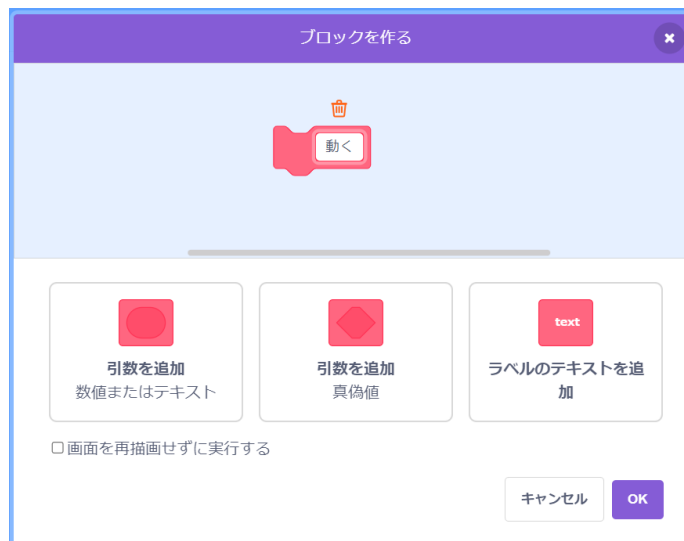 ブロックを作る
動く
text
引数を追加
数値またはテキスト
引数を追加
真偽値
ラベルのテキストを追
加
画面を再描画せずに実行する
キャンセル
OK